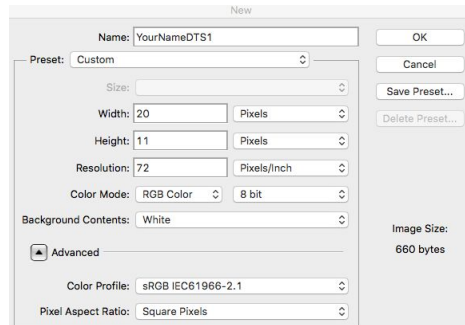 New
Name: YourNameDTS1
OK
Preset: Custom
Cancel
Size:
Save Preset...
Width: 20 Pixels
Delete Preset...
Height: 11 Pixels
Resolution: 72 Pixels/Inch
Color Mode: RGB Color 8 bit
Background Contents: White
Image Size:
660 bytes
Advanced
Color Profile: sRGB IEC61966-2.1
Pixel Aspect Ratio: Square Pixels